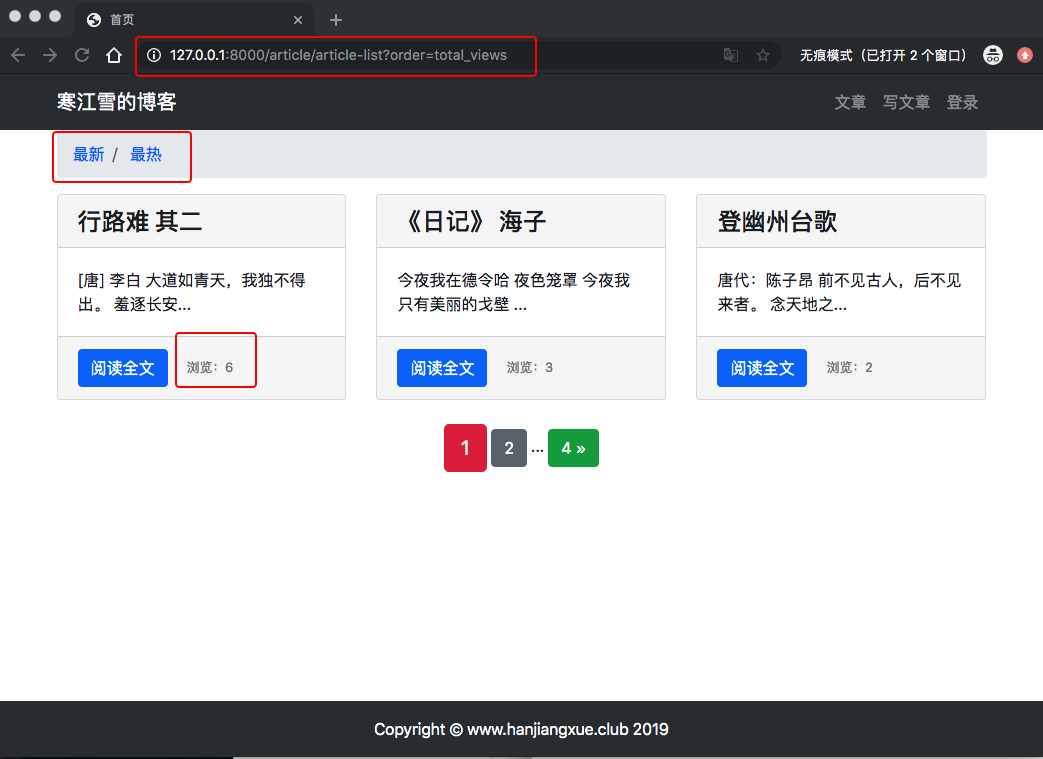 首页
127.0.0.1:8000/article/article-list?order=total_views
无痕模式（已打开 2 个窗口）
寒江雪的博客
文章 写文章 登录
最新 / 最热
行路难 其二
[唐] 李白 大道如青天，我独不得
出。 羞逐长安...
阅读全文 浏览：6
《日记》 海子
今夜我在德令哈 夜色笼罩 今夜我
只有美丽的戈壁 ...
阅读全文 浏览：3
登幽州台歌
唐代：陈子昂 前不见古人，后不见
来者。 念天地之...
阅读全文 浏览：2
1 2 ... 4 »
Copyright © www.hanjiangxue.club 2019